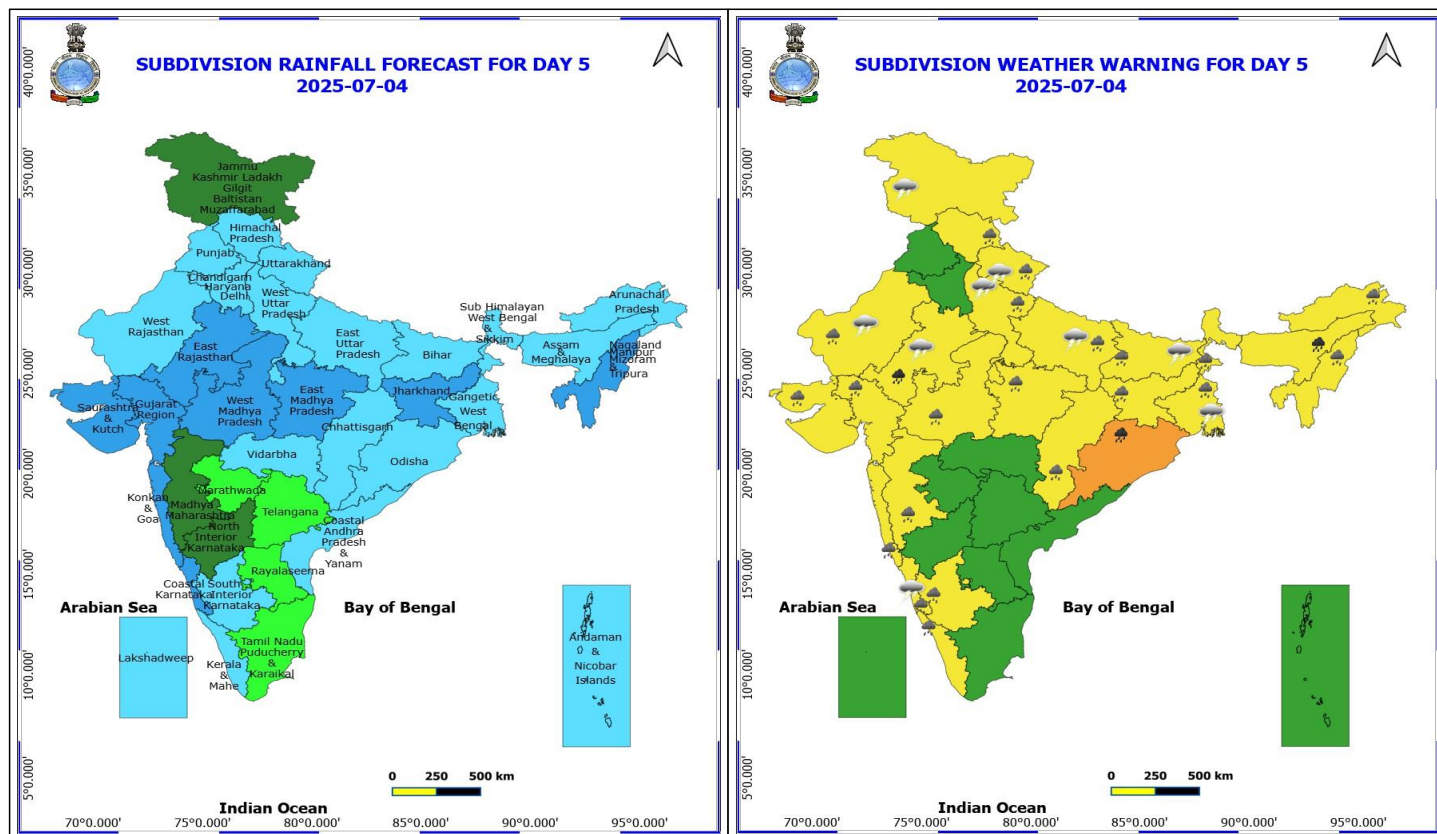 SUBDIVISION RAINFALL FORECAST FOR DAY 5
2025-07-04
40°0.000'
35°0.000'
30°0.000'
25°0.000'
20°0.000'
15°0.000'
10°0.000'
5°0.000'
Jammu
Kashmir Ladakh
Gilgit
Baltistan
Muzaffarabad
Himachal
Pradesh
Punjab
Uttarakhand
Chandigarh
Haryana
Delhi
West
Uttar
Pradesh
West
Rajasthan
East
Rajasthan
East
Uttar
Pradesh
Bihar
Sub Himalayan
West Bengal
&
Sikkim
Arunachal
Pradesh
Assam
&
Meghalaya
Nagaland
Manipur
Mizoram
&
Tripura
Saurashtra
&
Kutch
Gujarat
Region
West
Madhya
Pradesh
East
Madhya
Pradesh
Jharkhand
Gangetic
West
Bengal
Chhattisgarh
Vidarbha
Odisha
Konkan
&
Goa
Madhya
Maharashtra
Marathwada
Telangana
North
Interior
Karnataka
Coastal
Andhra
Pradesh
&
Yanam
Rayalaseema
Coastal
Karnataka
South
Interior
Karnataka
Arabian Sea
Bay of Bengal
Lakshadweep
Kerala
&
Mahe
Tamil Nadu
Puducherry
&
Karaikal
Andaman
&
Nicobar
Islands
0 250 500 km
Indian Ocean
70°0.000' 75°0.000' 80°0.000' 85°0.000' 90°0.000' 95°0.000'
SUBDIVISION WEATHER WARNING FOR DAY 5
2025-07-04
40°0.000'
35°0.000'
30°0.000'
25°0.000'
20°0.000'
15°0.000'
10°0.000'
5°0.000'
Arabian Sea
Bay of Bengal
0 250 500 km
Indian Ocean
70°0.000' 75°0.000' 80°0.000' 85°0.000' 90°0.000' 95°0.000'